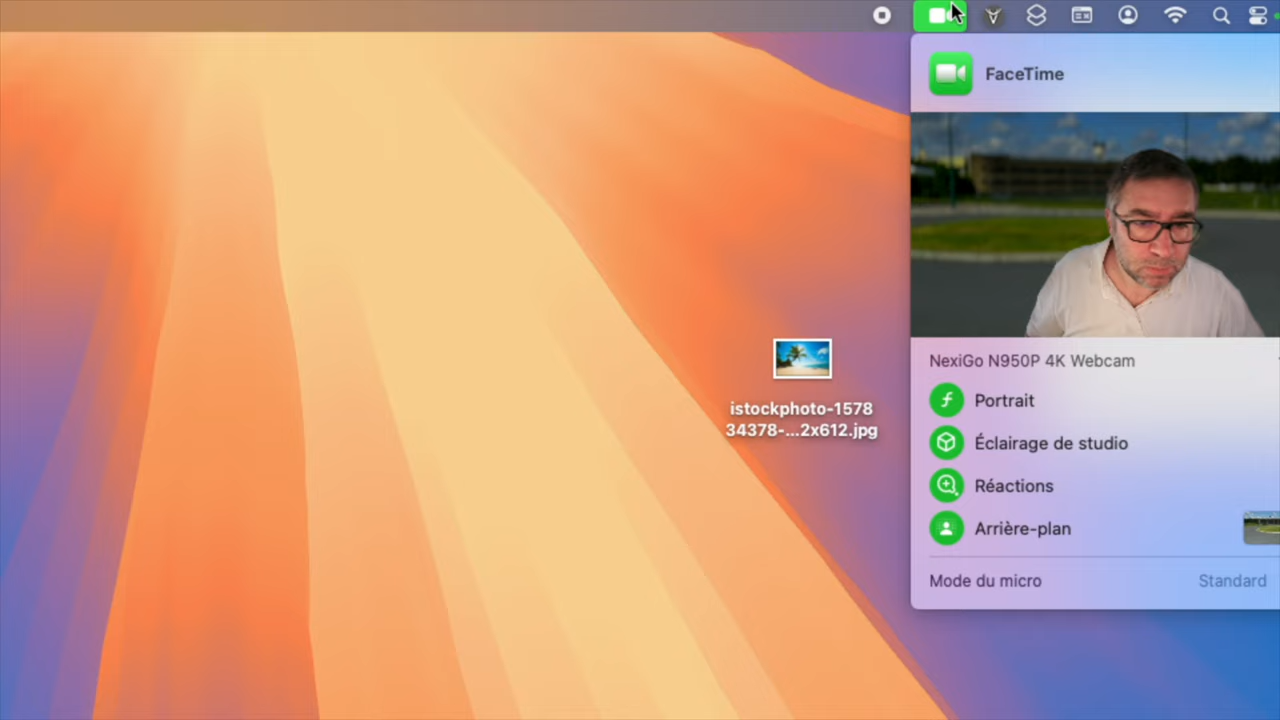 FaceTime
istockphoto-1578
34378-...2x612.jpg
NexiGo N950P 4K Webcam
Portrait
Éclairage de studio
Réactions
Arrière-plan
Mode du micro Standard